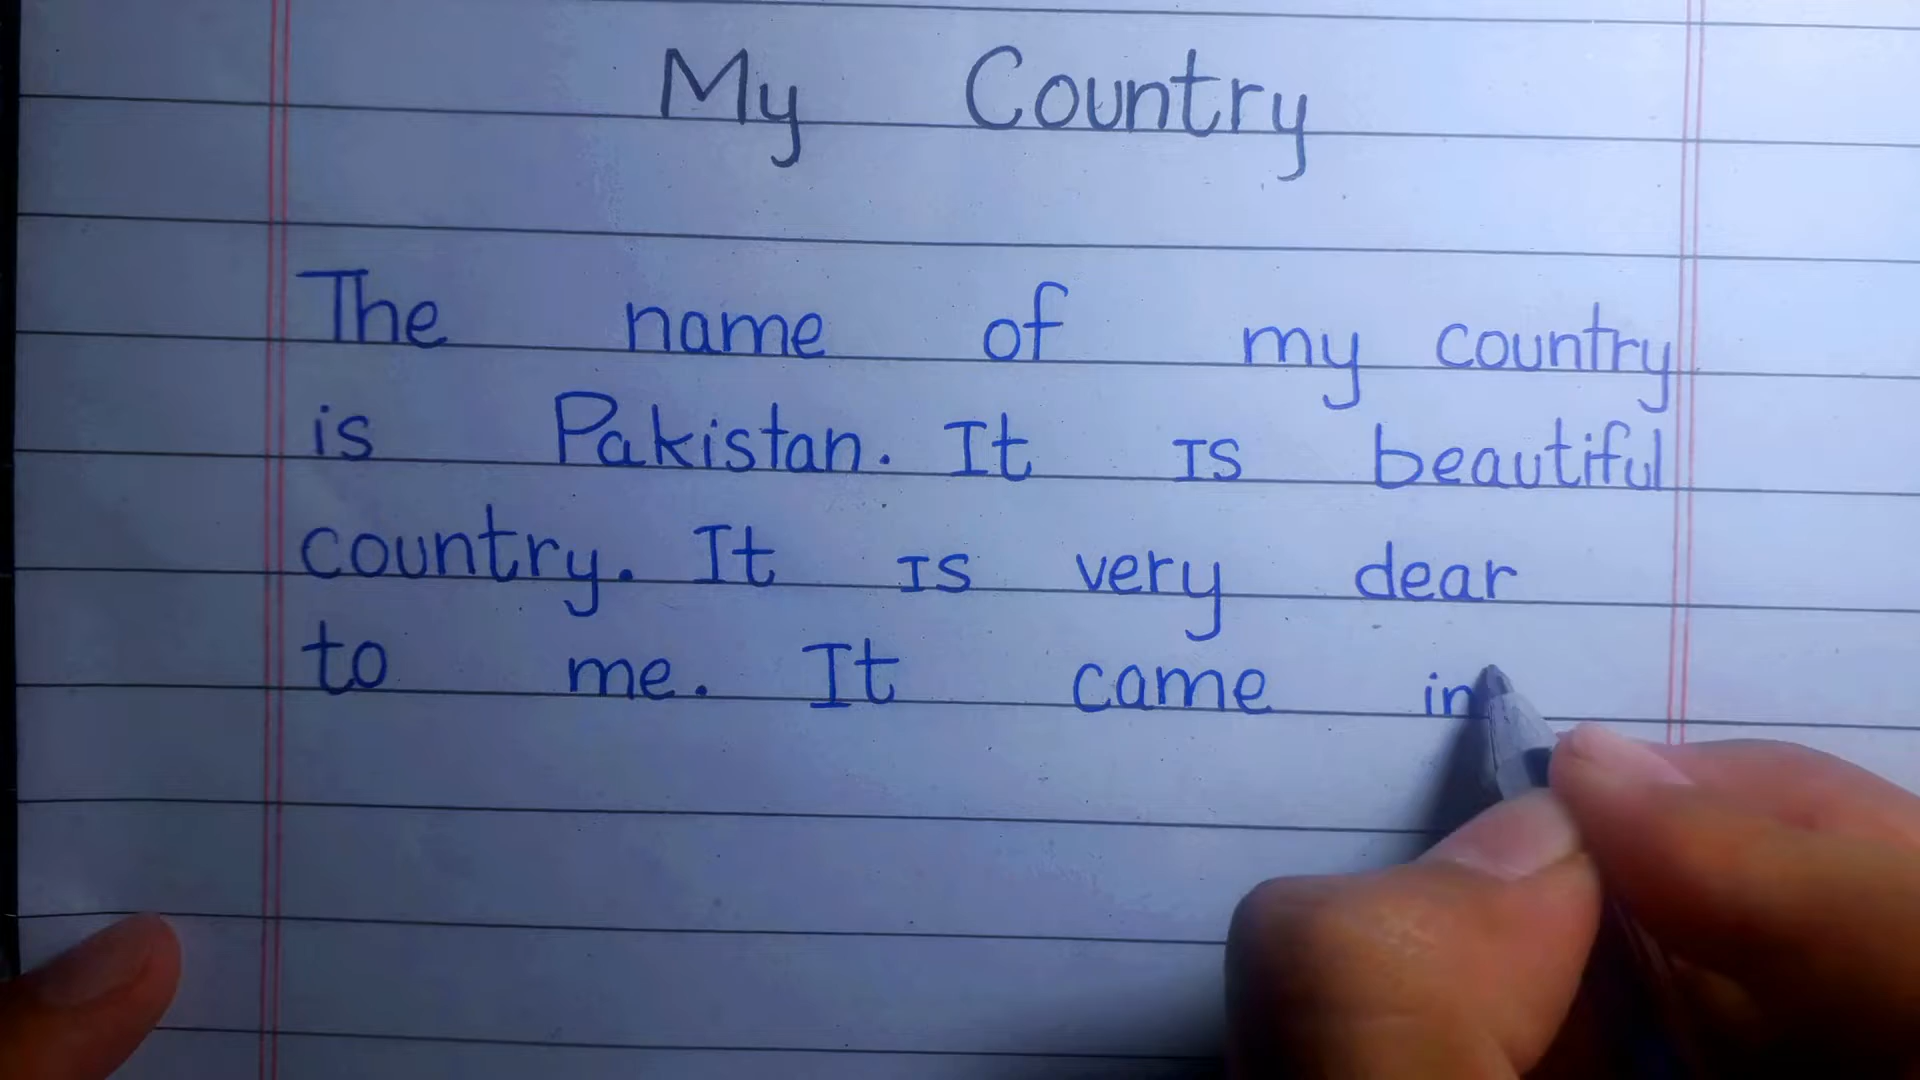 My Country
The name of my country
is Pakistan. It is beautiful
country. It is very dear
to me. It came in